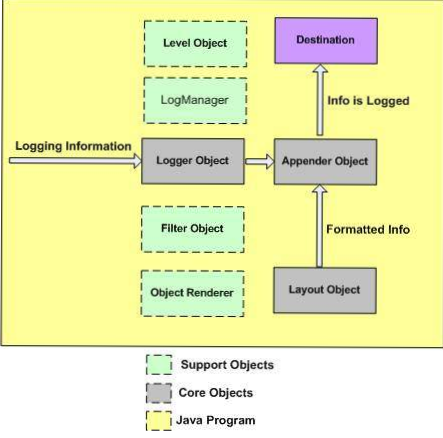 Level Object
Destination
LogManager
Info is Logged
Logging Information
Logger Object
Appender Object
Filter Object
Formatted Info
Object Renderer
Layout Object
Support Objects
Core Objects
Java Program